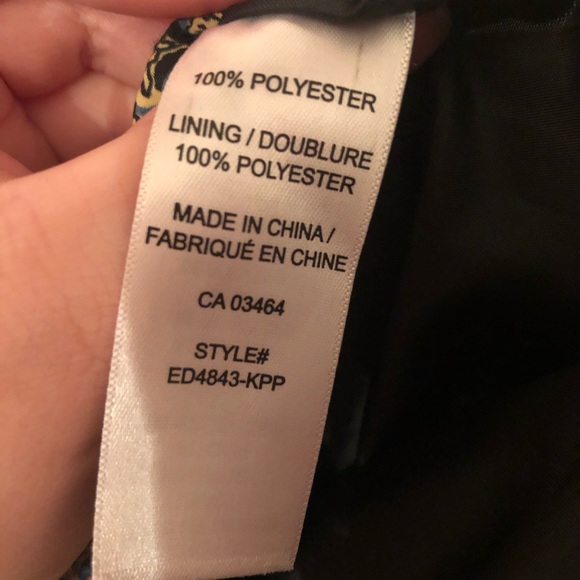 100% POLYESTER
LINING / DOUBLURE
100% POLYESTER
MADE IN CHINA /
FABRIQUÉ EN CHINE
CA 03464
STYLE#
ED4843-KPP